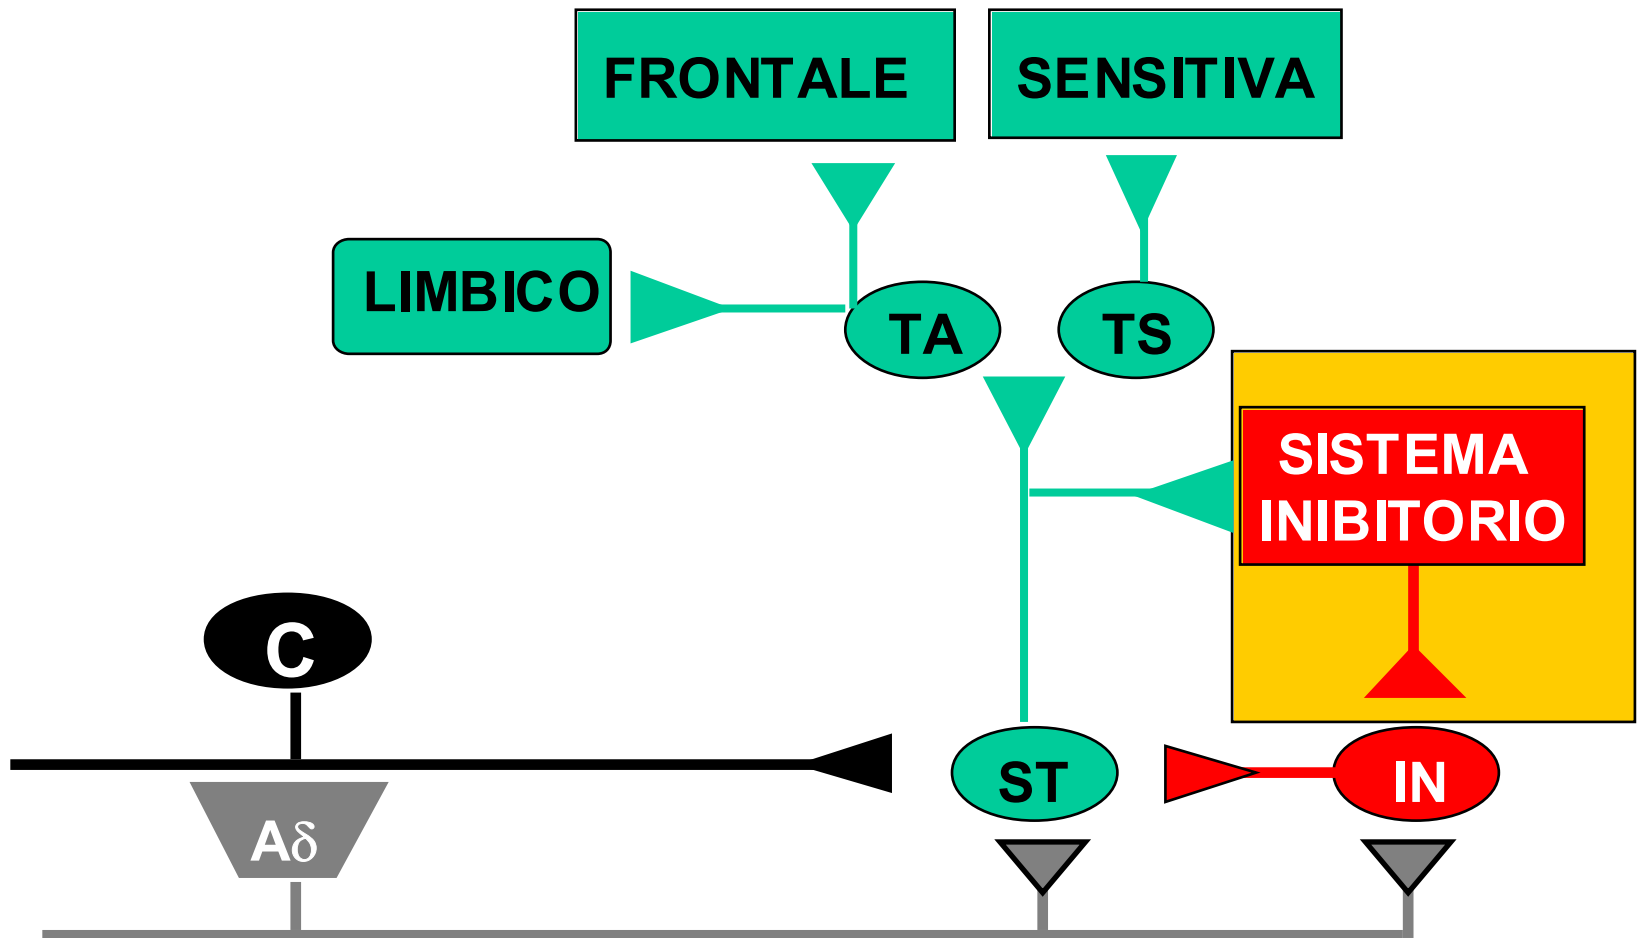 FRONTALE
SENSITIVA
LIMBICO
TA
TS
SISTEMA
INIBITORIO
C
ST
IN
Aδ